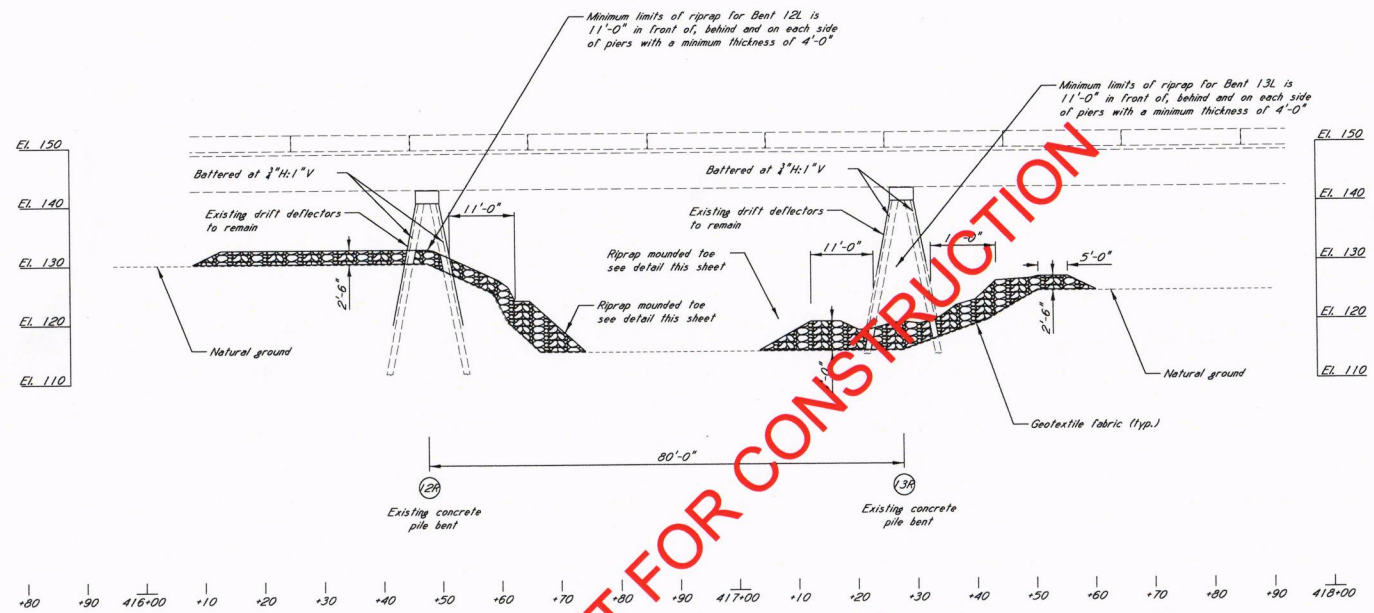 Minimum limits of riprap for Bent 12L is
11'-0" in front of, behind and on each side
of piers with a minimum thickness of 4'-0"
Minimum limits of riprap for Bent 13L is
11'-0" in front of, behind and on each side
of piers with a minimum thickness of 4'-0"
El. 150
El. 150
Battered at ¾"H:1"V
Battered at ¾"H:1"V
El. 140
El. 140
Existing drift deflectors
to remain
11'-0"
Existing drift deflectors
to remain
Riprap mounded toe
see detail this sheet
11'-0"
5'-0"
El. 130
El. 130
2'-6"
2'-6"
Riprap mounded toe
see detail this sheet
El. 120
El. 120
Natural ground
Natural ground
El. 110
El. 110
Geotextile fabric (typ.)
80'-0"
12R
13R
Existing concrete
pile bent
Existing concrete
pile bent
FOR CONSTRUCTION
+80 +90 416+00 +10 +20 +30 +40 +50 +60 +70 +80 +90 417+00 +10 +20 +30 +40 +50 +60 +70 +80 +90 418+00